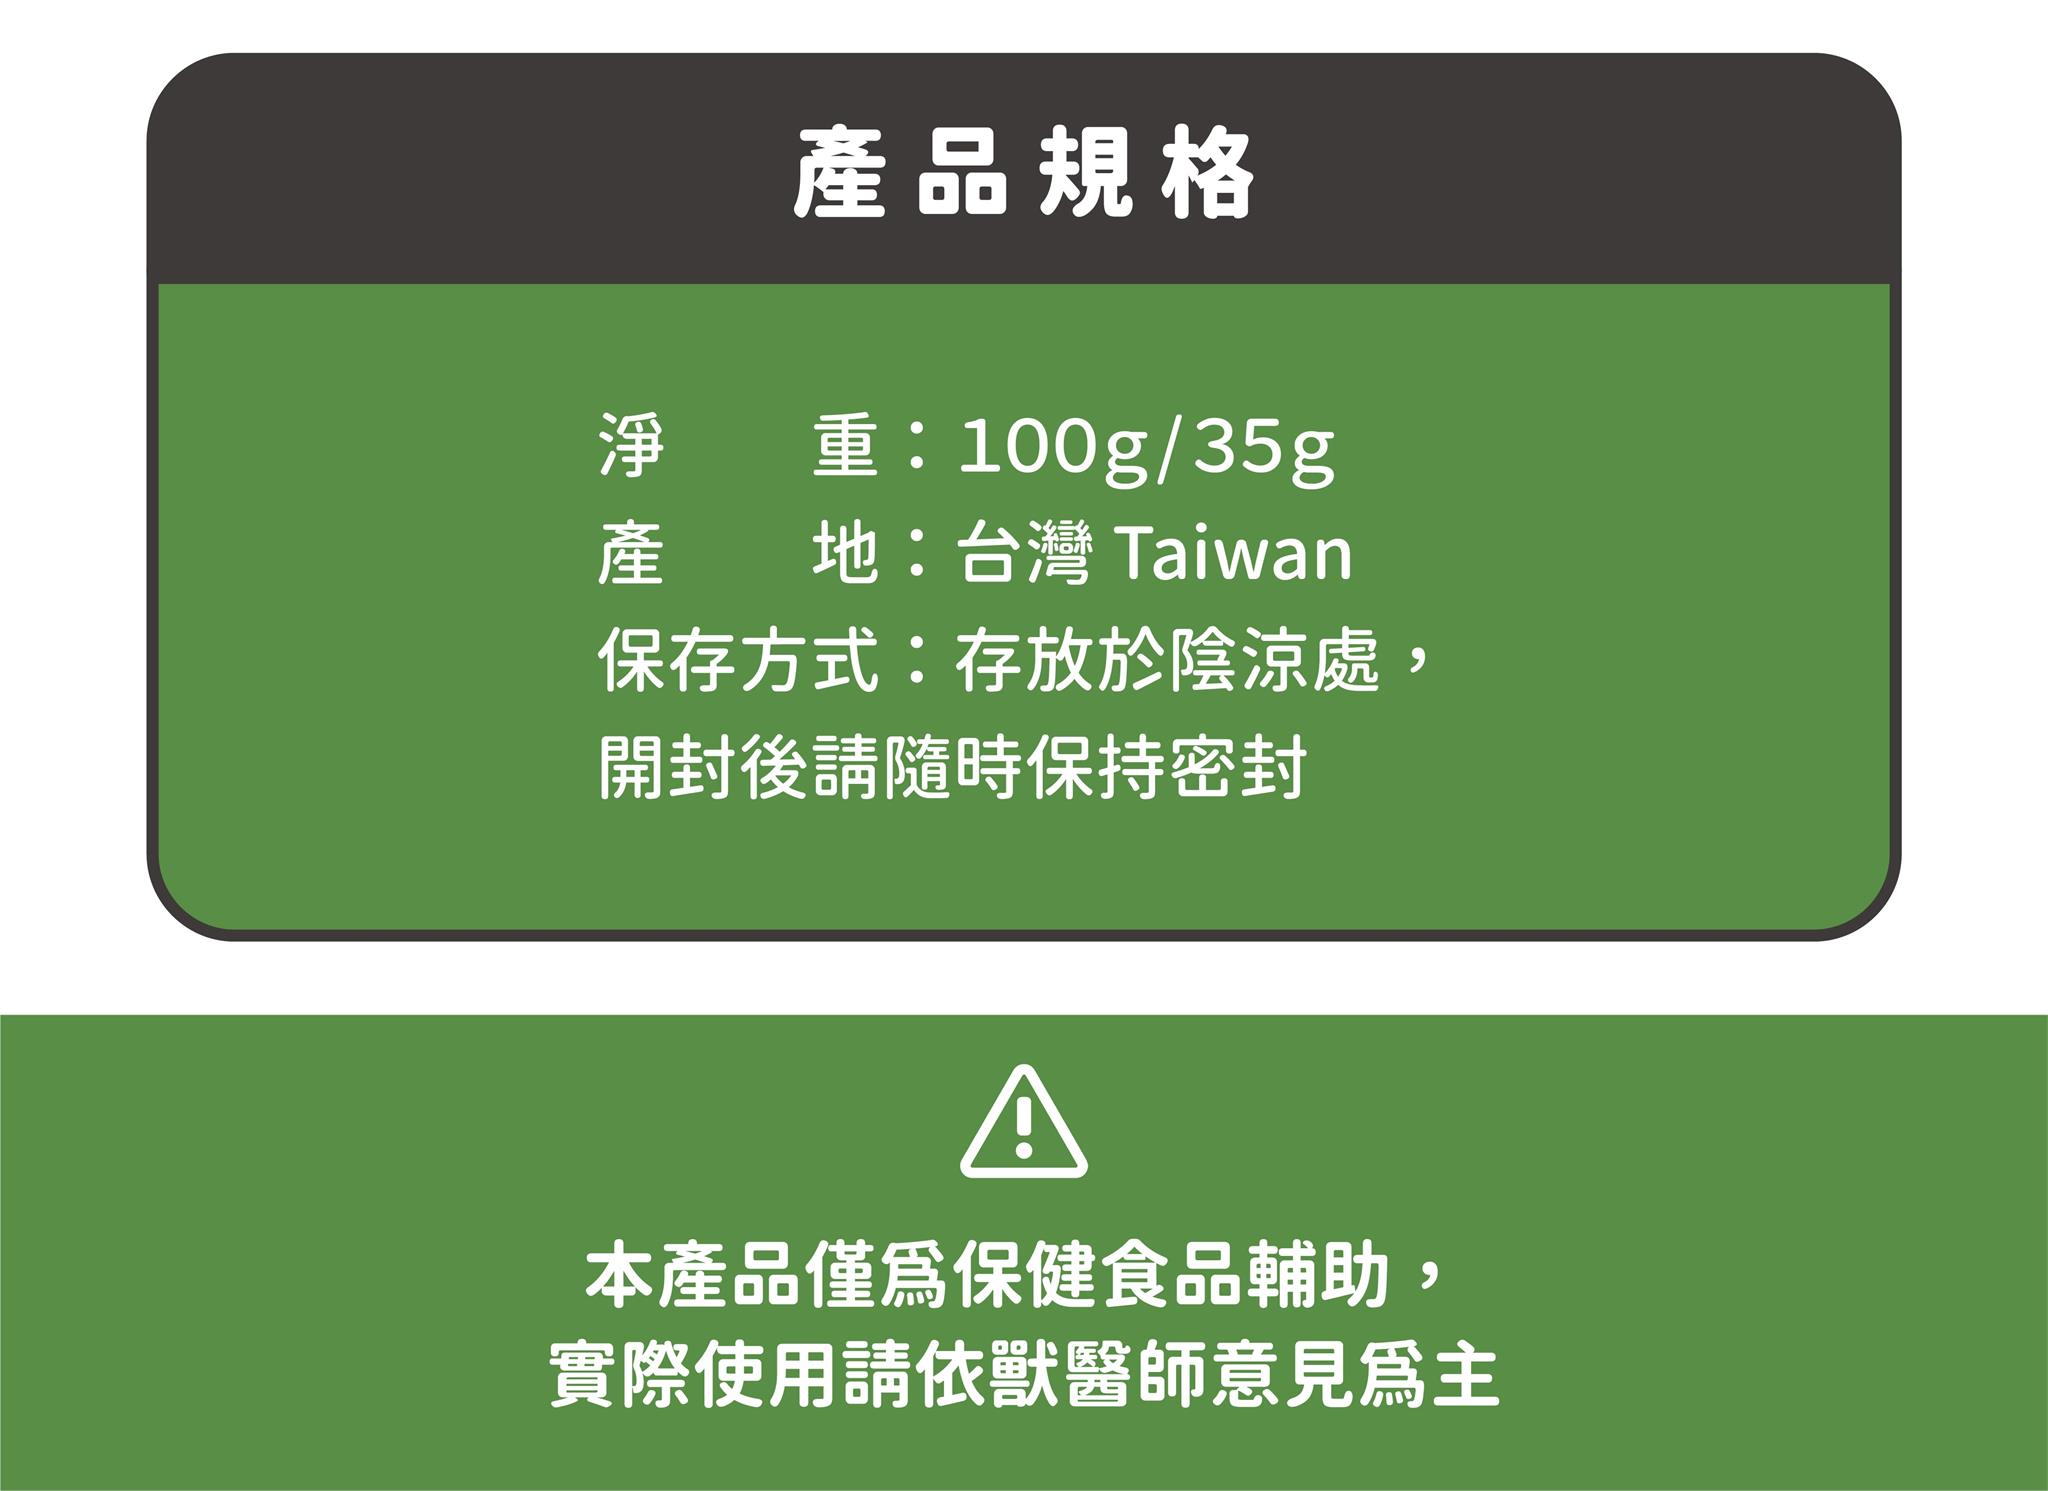 產品規格
淨重：100g/35g
產地：台灣 Taiwan
保存方式：存放於陰涼處，
開封後請隨時保持密封
本產品僅爲保健食品輔助，
實際使用請依獸醫師意見爲主